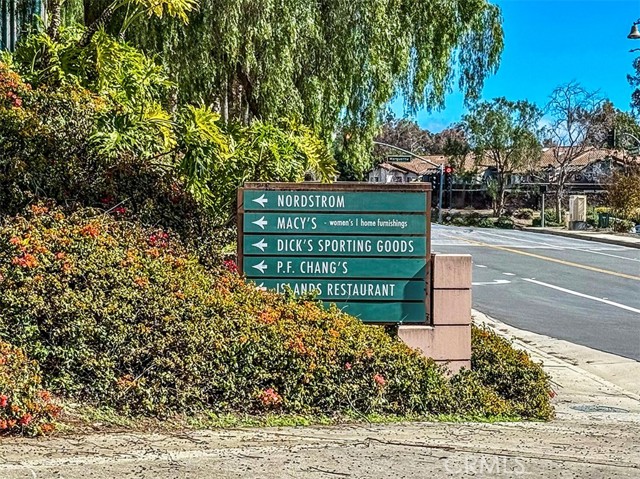 NORDSTROM
MACY'S - women's | home furnishings
DICK'S SPORTING GOODS
P.F. CHANG'S
ISLANDS RESTAURANT
CRMLS